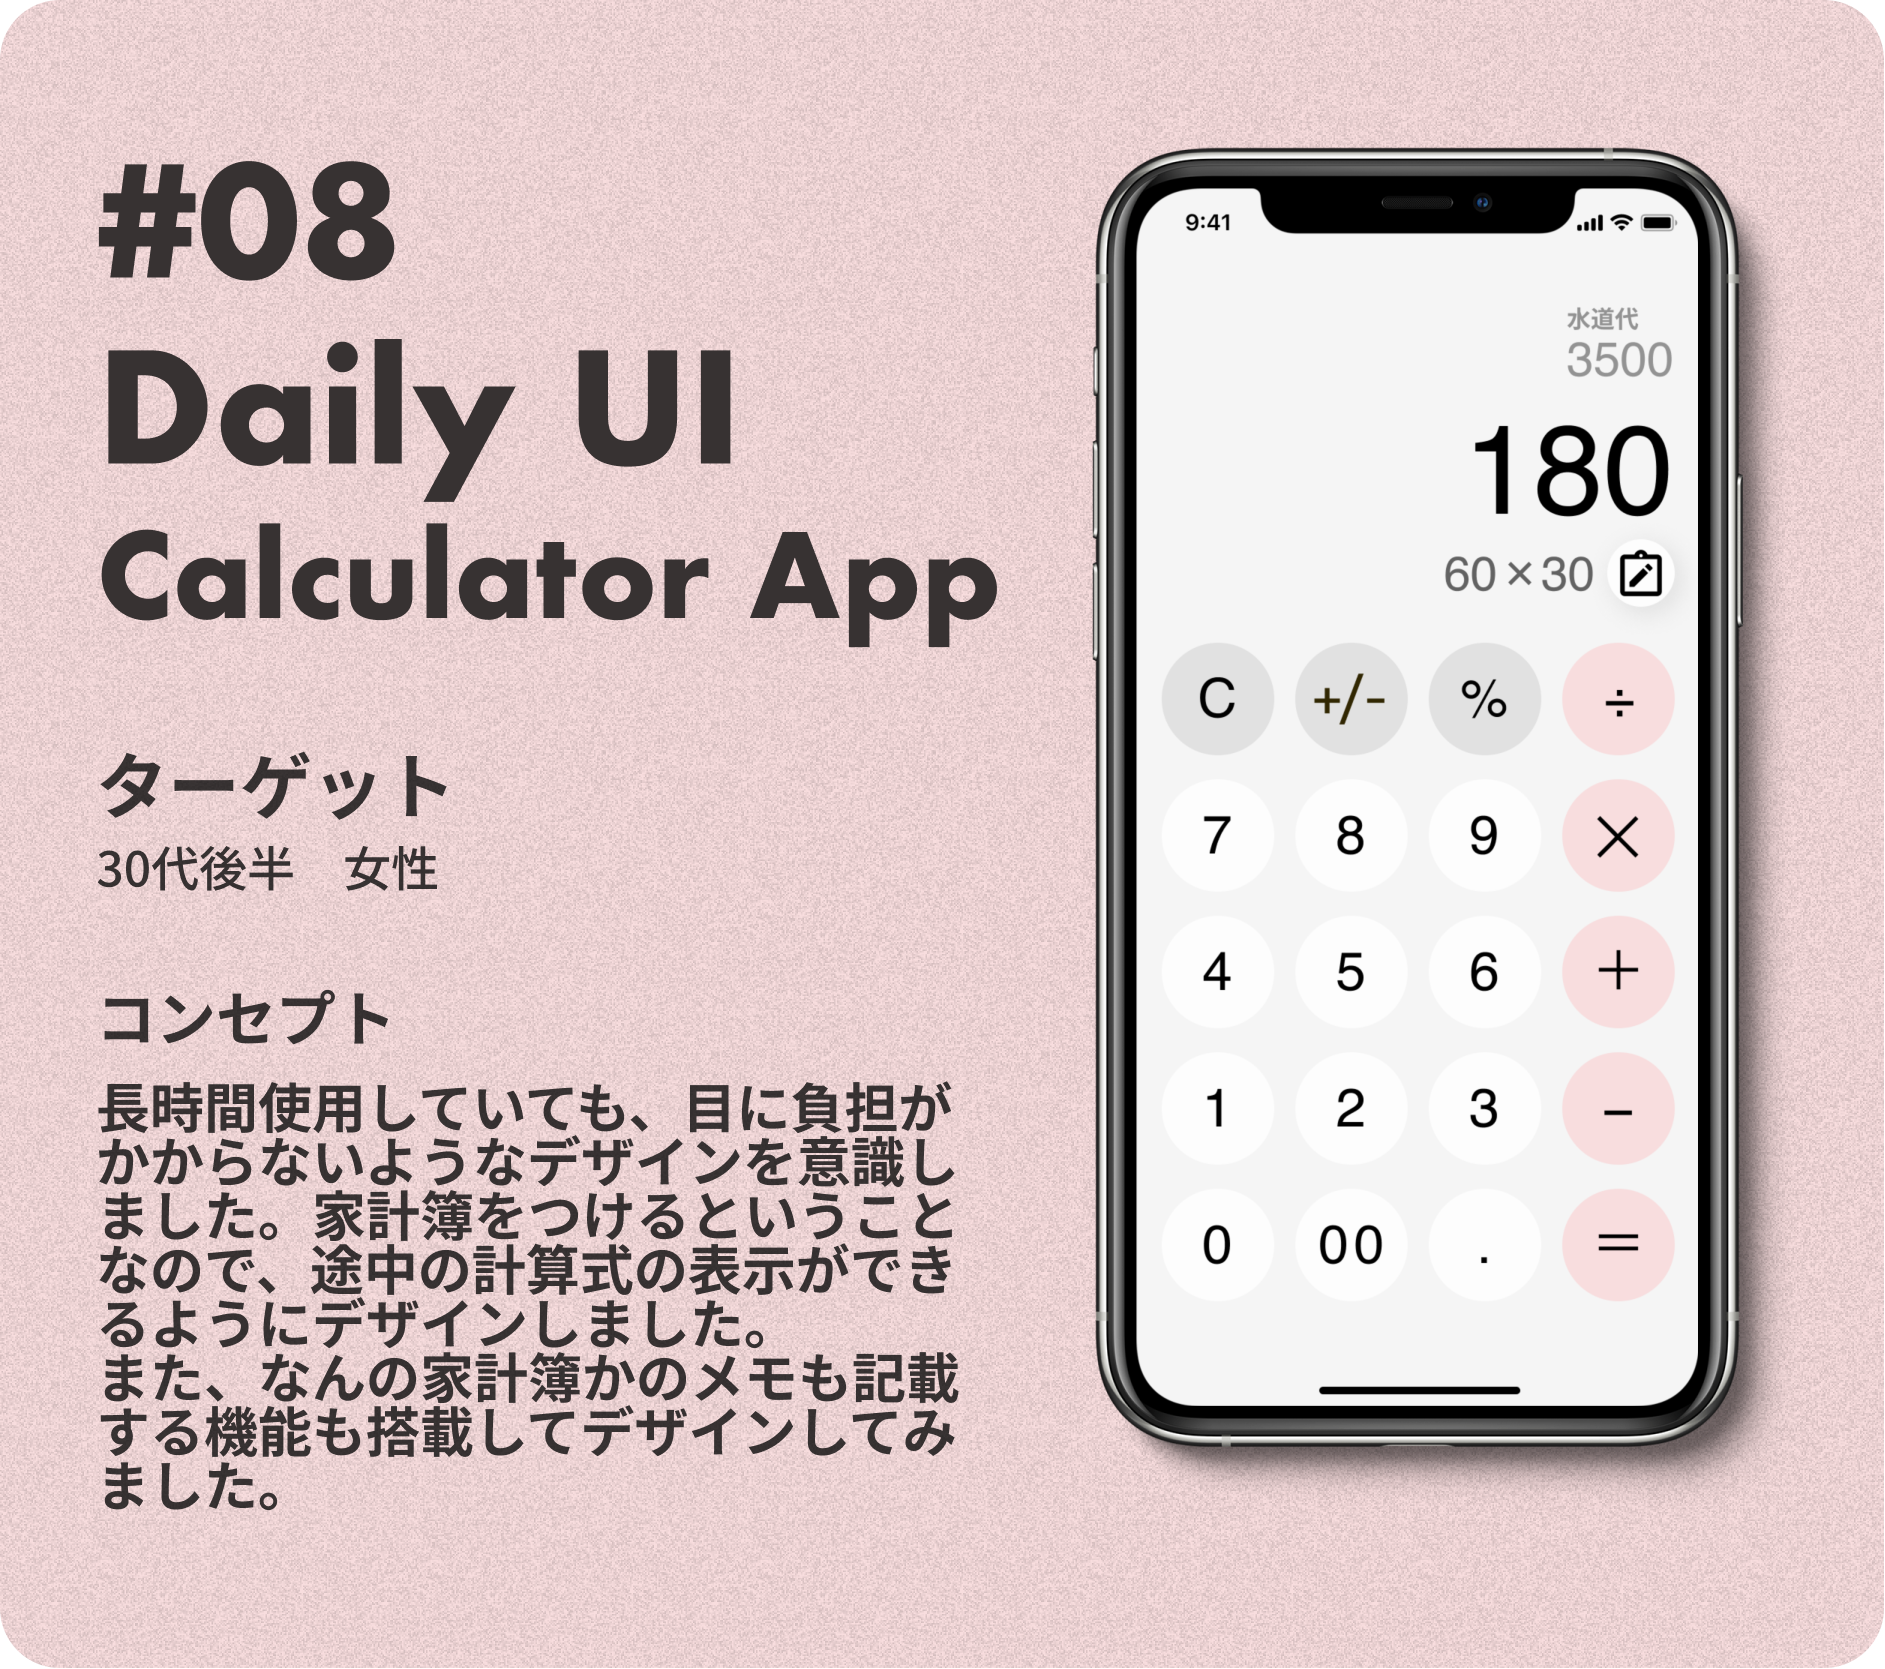 #08
Daily UI
Calculator App
ターゲット
30代後半　女性
コンセプト
長時間使用していても、目に負担が
かからないようなデザインを意識し
ました。家計簿をつけるということ
なので、途中の計算式の表示ができ
るようにデザインしました。
また、なんの家計簿かのメモも記載
する機能も搭載してデザインしてみ
ました。
9:41
水道代
3500
180
60×30
C +/- % ÷
7 8 9 ×
4 5 6 +
1 2 3 −
0 00 . =